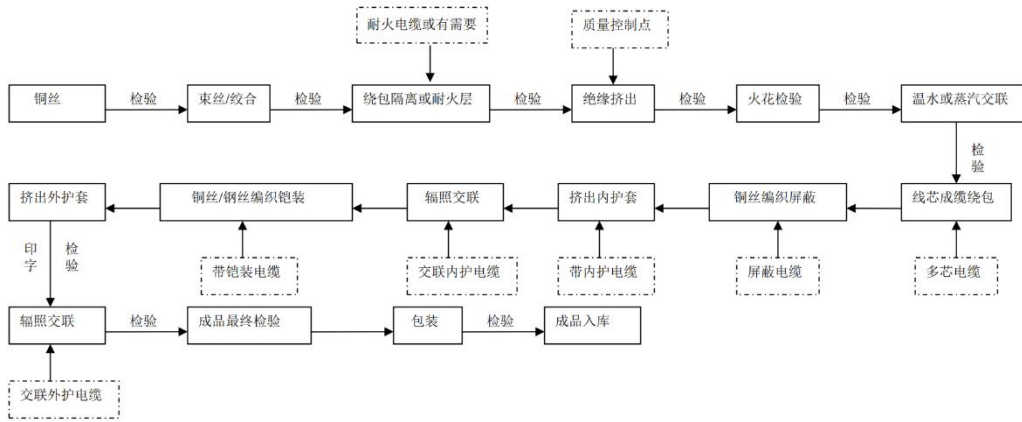 耐火电缆或有需要
质量控制点
铜丝
检验
束丝/绞合
检验
绕包隔离或耐火层
检验
绝缘挤出
检验
火花检验
检验
温水或蒸汽交联
检验
挤出外护套
铜丝/钢丝编织铠装
辐照交联
挤出内护套
铜丝编织屏蔽
线芯成缆绕包
印字
检验
带铠装电缆
交联内护电缆
带内护电缆
屏蔽电缆
多芯电缆
辐照交联
检验
成品最终检验
包装
检验
成品入库
交联外护电缆